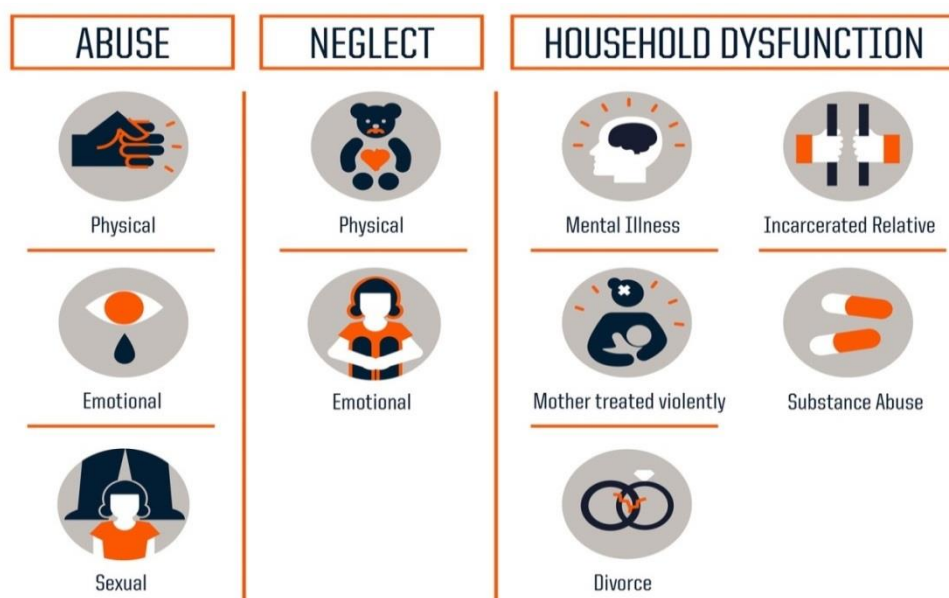 ABUSE
NEGLECT
HOUSEHOLD DYSFUNCTION
Physical
Physical
Mental Illness
Incarcerated Relative
Emotional
Emotional
Mother treated violently
Substance Abuse
Sexual
Divorce